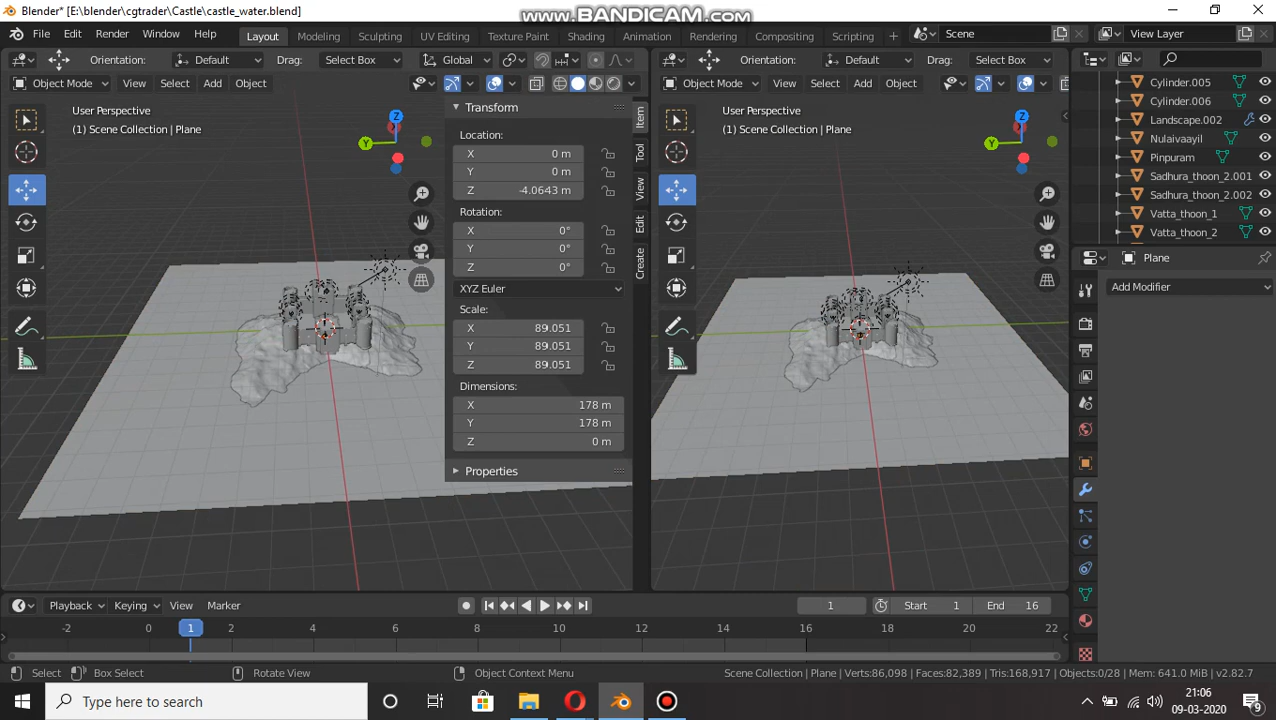 Blender* [E:\blender\cgtrader\Castle\castle_water.blend]
www.BANDICAM.com
File Edit Render Window Help
Layout Modeling Sculpting UV Editing Texture Paint Shading Animation Rendering Compositing Scripting +
Scene
View Layer
Orientation: Default Drag: Select Box Global
Object Mode View Select Add Object
User Perspective
(1) Scene Collection | Plane
Z
Y
Transform
Location:
X 0 m
Y 0 m
Z -4.0643 m
Rotation:
X 0°
Y 0°
Z 0°
XYZ Euler
Scale:
X 89.051
Y 89.051
Z 89.051
Dimensions:
X 178 m
Y 178 m
Z 0 m
Properties
Item
Tool
View
Edit
Create
Orientation: Default Drag: Select Box
Object Mode View Select Add Object
User Perspective
(1) Scene Collection | Plane
Z
Y
Cylinder.005
Cylinder.006
Landscape.002
Nulaivaayil
Pinpuram
Sadhura_thoon_2.001
Sadhura_thoon_2.002
Vatta_thoon_1
Vatta_thoon_2
Plane
Add Modifier
Playback Keying View Marker
1 Start 1 End 16
-2 0 1 2 4 6 8 10 12 14 16 18 20 22
Select Box Select Rotate View Object Context Menu
Scene Collection | Plane | Verts:86,098 | Faces:82,389 | Tris:168,917 | Objects:0/28 | Mem: 641.0 MiB | v2.82.7
Type here to search
21:06
09-03-2020
9